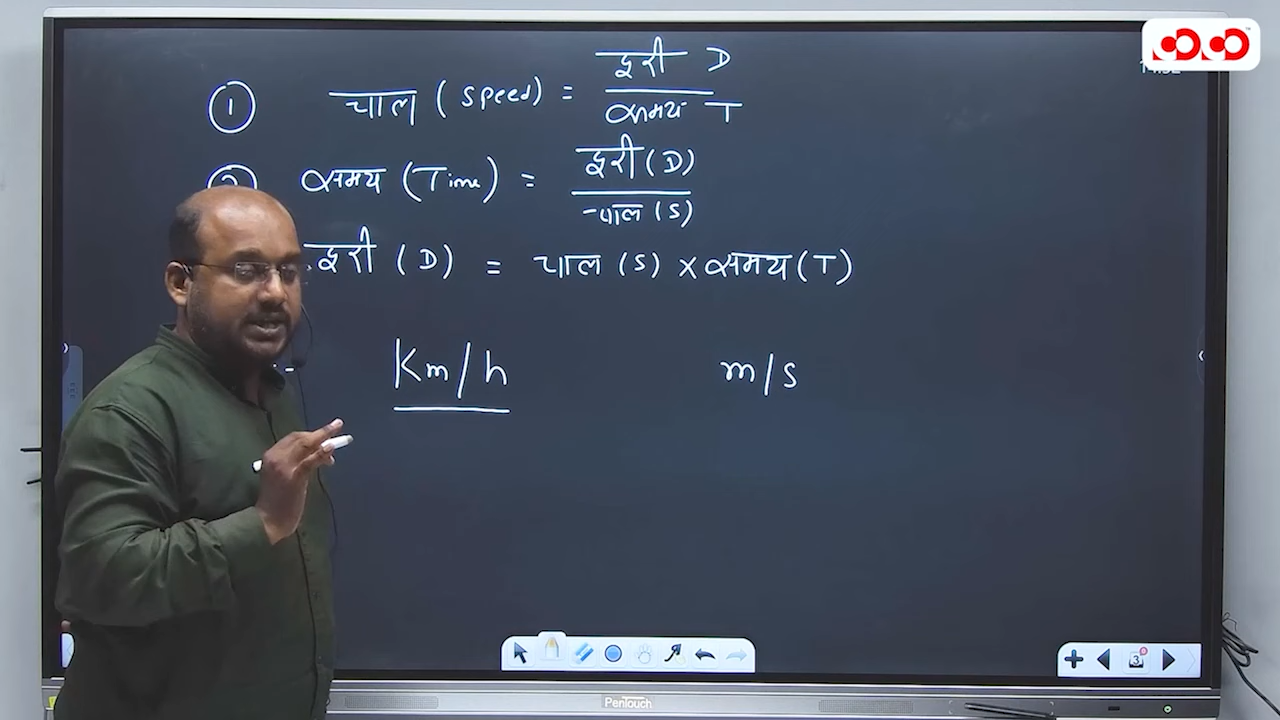 ① चाल (speed) = दूरी D / समय T
समय (Time) = दूरी (D) / चाल (S)
दूरी (D) = चाल (S) × समय (T)
Km/h m/s
PenTouch